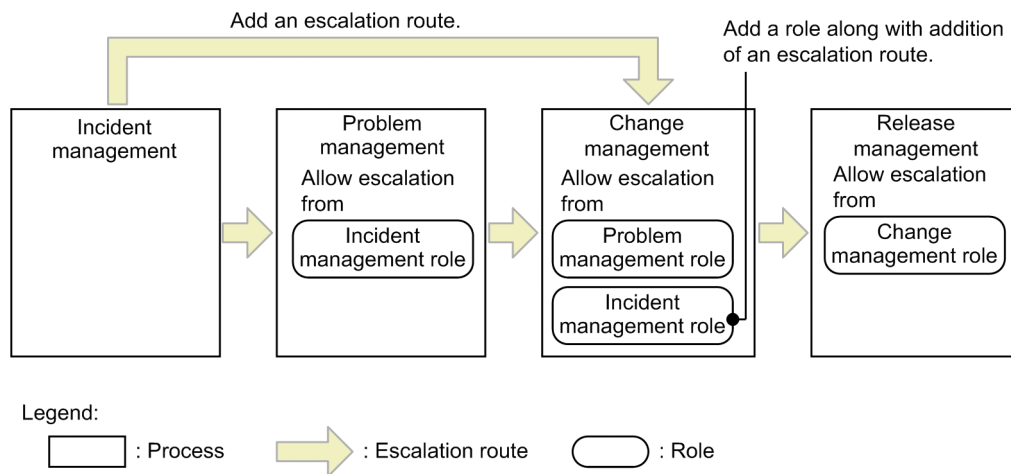 Add an escalation route.
Add a role along with addition
of an escalation route.
Incident
management
Problem
management
Allow escalation
from
Incident
management role
Change
management
Allow escalation
from
Problem
management role
Incident
management role
Release
management
Allow escalation
from
Change
management role
Legend:
: Process
: Escalation route
: Role